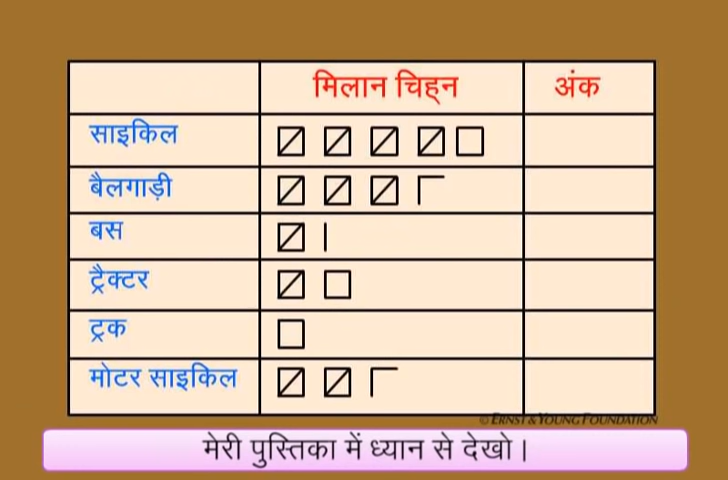 मिलान चिह्न अंक
साइकिल
बैलगाड़ी
बस
ट्रैक्टर
ट्रक
मोटर साइकिल
© ERNST & YOUNG FOUNDATION
मेरी पुस्तिका में ध्यान से देखो।